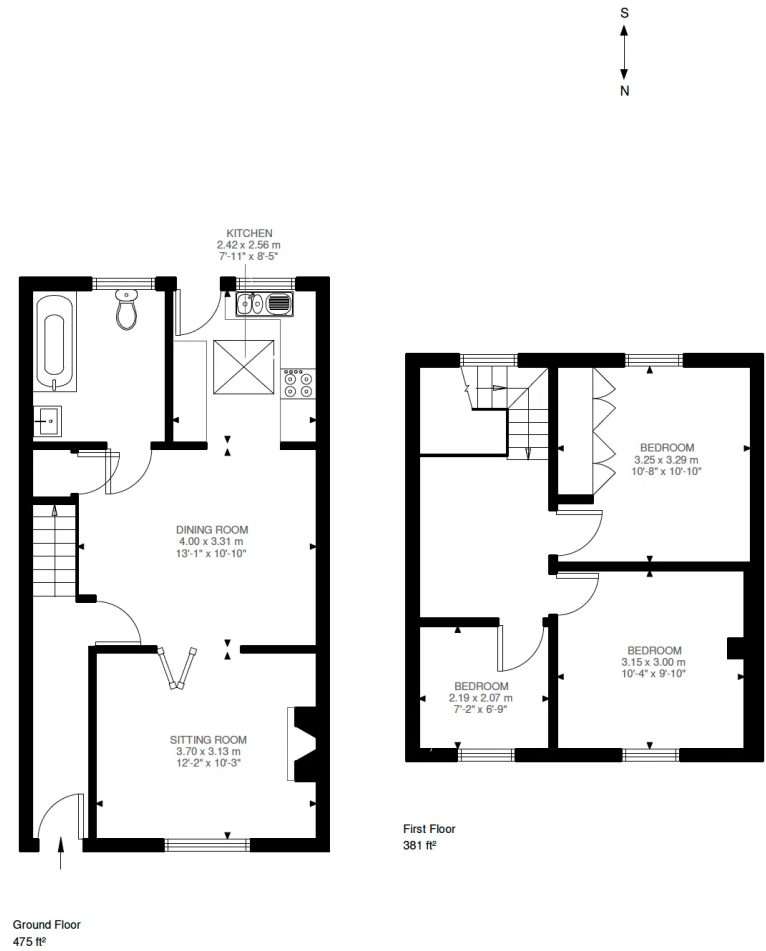 S
N
KITCHEN
2.42 x 2.56 m
7'-11" x 8'-5"
DINING ROOM
4.00 x 3.31 m
13'-1" x 10'-10"
SITTING ROOM
3.70 x 3.13 m
12'-2" x 10'-3"
BEDROOM
3.25 x 3.29 m
10'-8" x 10'-10"
BEDROOM
3.15 x 3.00 m
10'-4" x 9'-10"
BEDROOM
2.19 x 2.07 m
7'-2" x 6'-9"
First Floor
381 ft²
Ground Floor
475 ft²